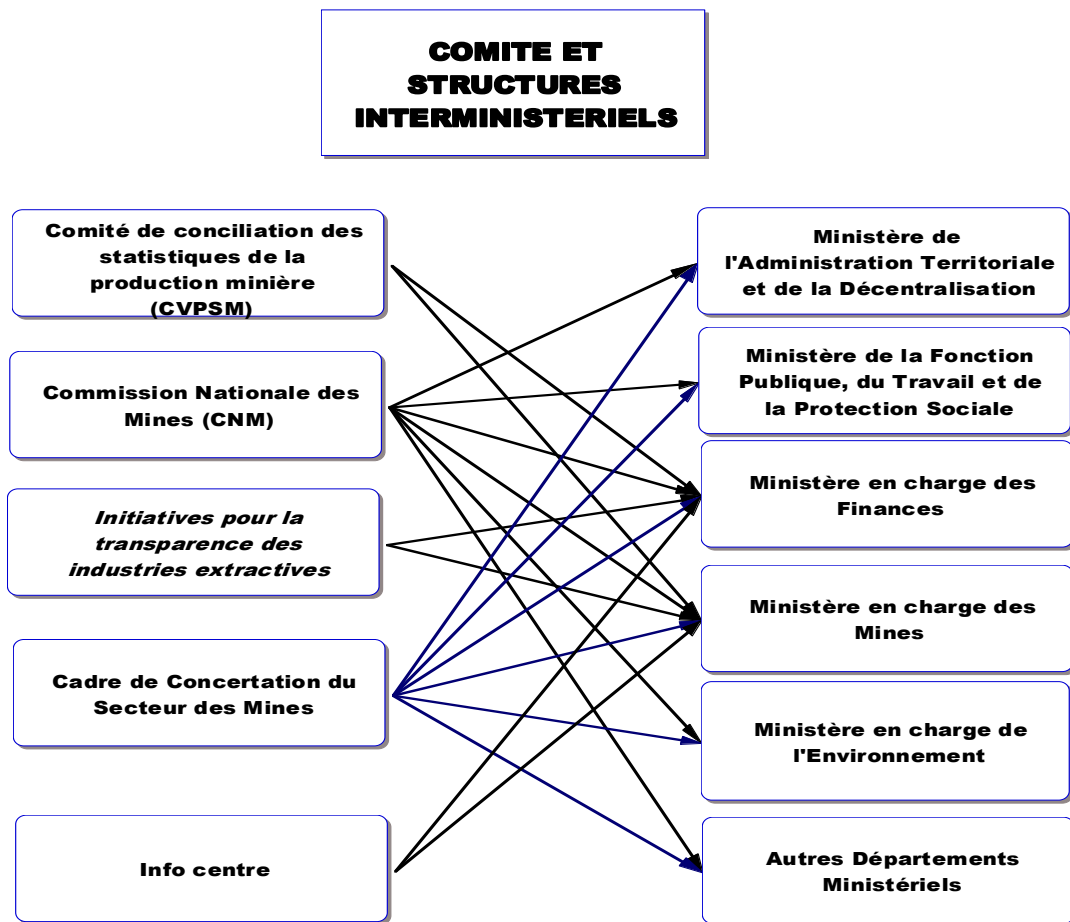 COMITE ET
STRUCTURES
INTERMINISTERIELS
Comité de conciliation des
statistiques de la
production minière
(CVPSM)
Commission Nationale des
Mines (CNM)
Initiatives pour la
transparence des
industries extractives
Cadre de Concertation du
Secteur des Mines
Info centre
Ministère de
l'Administration Territoriale
et de la Décentralisation
Ministère de la Fonction
Publique, du Travail et de
la Protection Sociale
Ministère en charge des
Finances
Ministère en charge des
Mines
Ministère en charge de
l'Environnement
Autres Départements
Ministériels